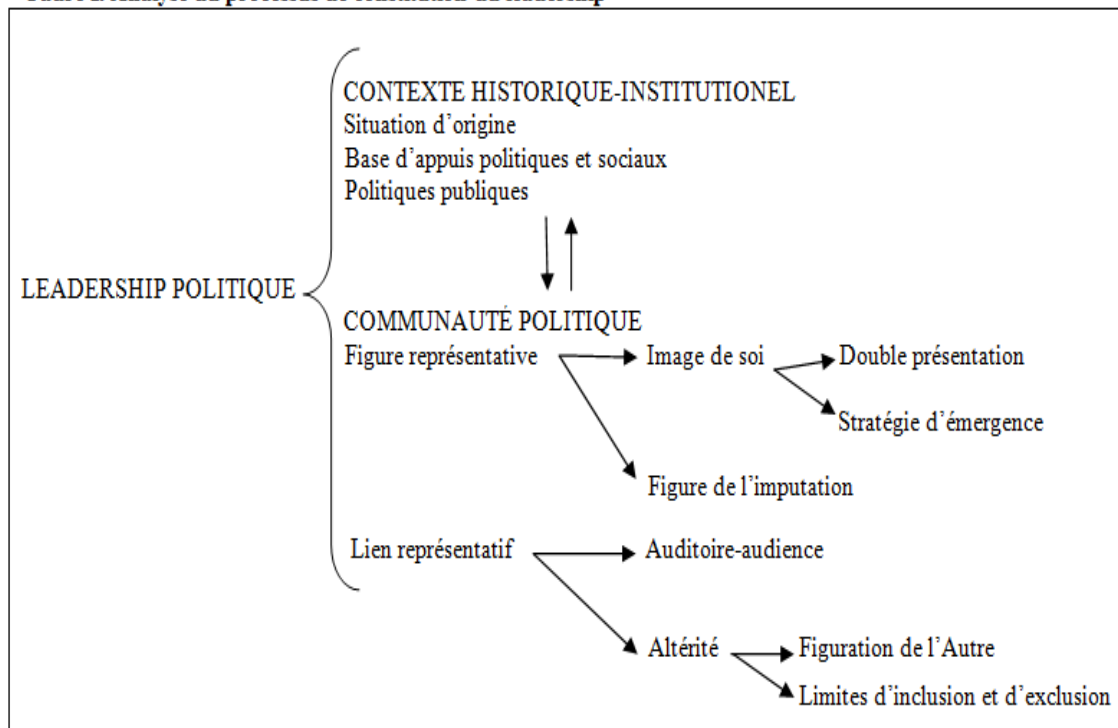 CONTEXTE HISTORIQUE-INSTITUTIONEL
Situation d'origine
Base d'appuis politiques et sociaux
Politiques publiques
LEADERSHIP POLITIQUE
COMMUNAUTÉ POLITIQUE
Figure représentative
Image de soi
Double présentation
Stratégie d'émergence
Figure de l'imputation
Lien représentatif
Auditoire-audience
Altérité
Figuration de l'Autre
Limites d'inclusion et d'exclusion